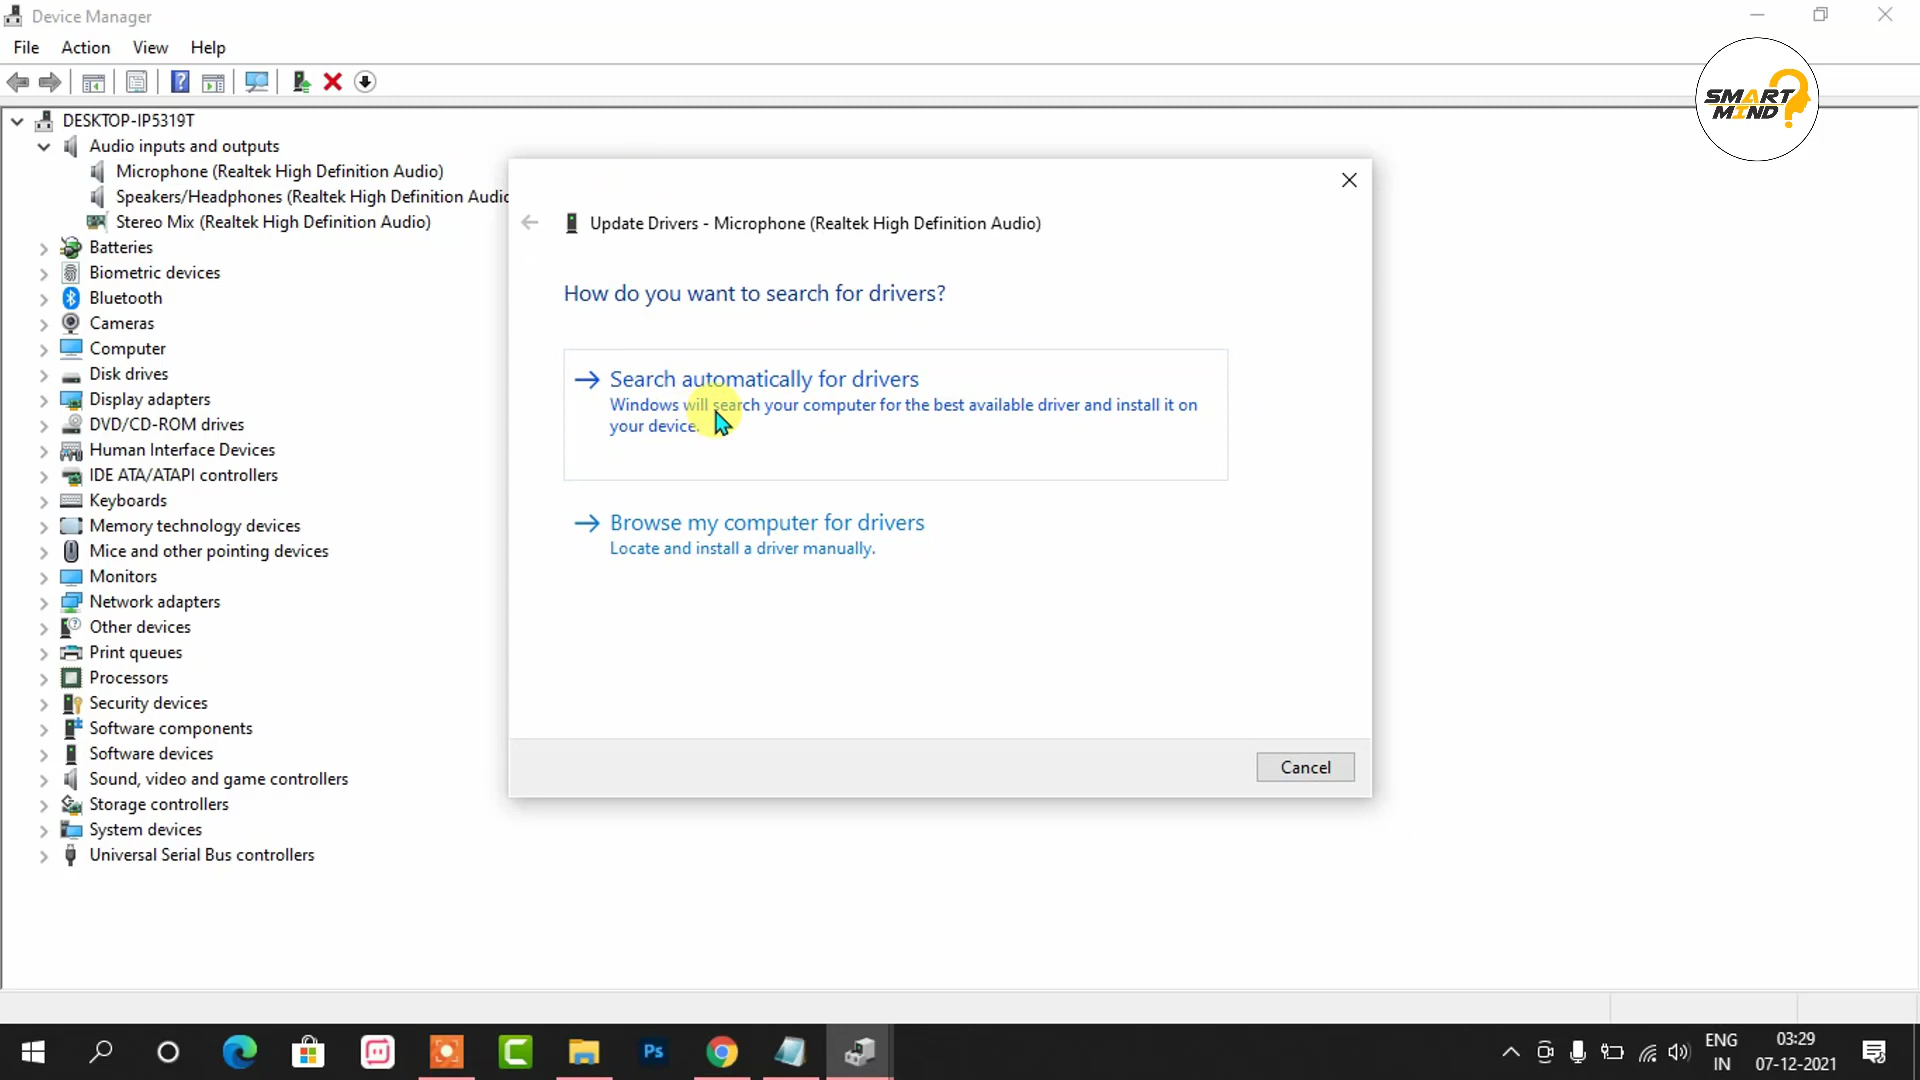 Device Manager
File Action View Help
SMART
MIND
DESKTOP-IP5319T
Audio inputs and outputs
Microphone (Realtek High Definition Audio)
Speakers/Headphones (Realtek High Definition Audio
Stereo Mix (Realtek High Definition Audio)
Batteries
Biometric devices
Bluetooth
Cameras
Computer
Disk drives
Display adapters
DVD/CD-ROM drives
Human Interface Devices
IDE ATA/ATAPI controllers
Keyboards
Memory technology devices
Mice and other pointing devices
Monitors
Network adapters
Other devices
Print queues
Processors
Security devices
Software components
Software devices
Sound, video and game controllers
Storage controllers
System devices
Universal Serial Bus controllers
Update Drivers - Microphone (Realtek High Definition Audio)
How do you want to search for drivers?
Search automatically for drivers
Windows will search your computer for the best available driver and install it on
your device.
Browse my computer for drivers
Locate and install a driver manually.
Cancel
Ps
ENG
IN
03:29
07-12-2021